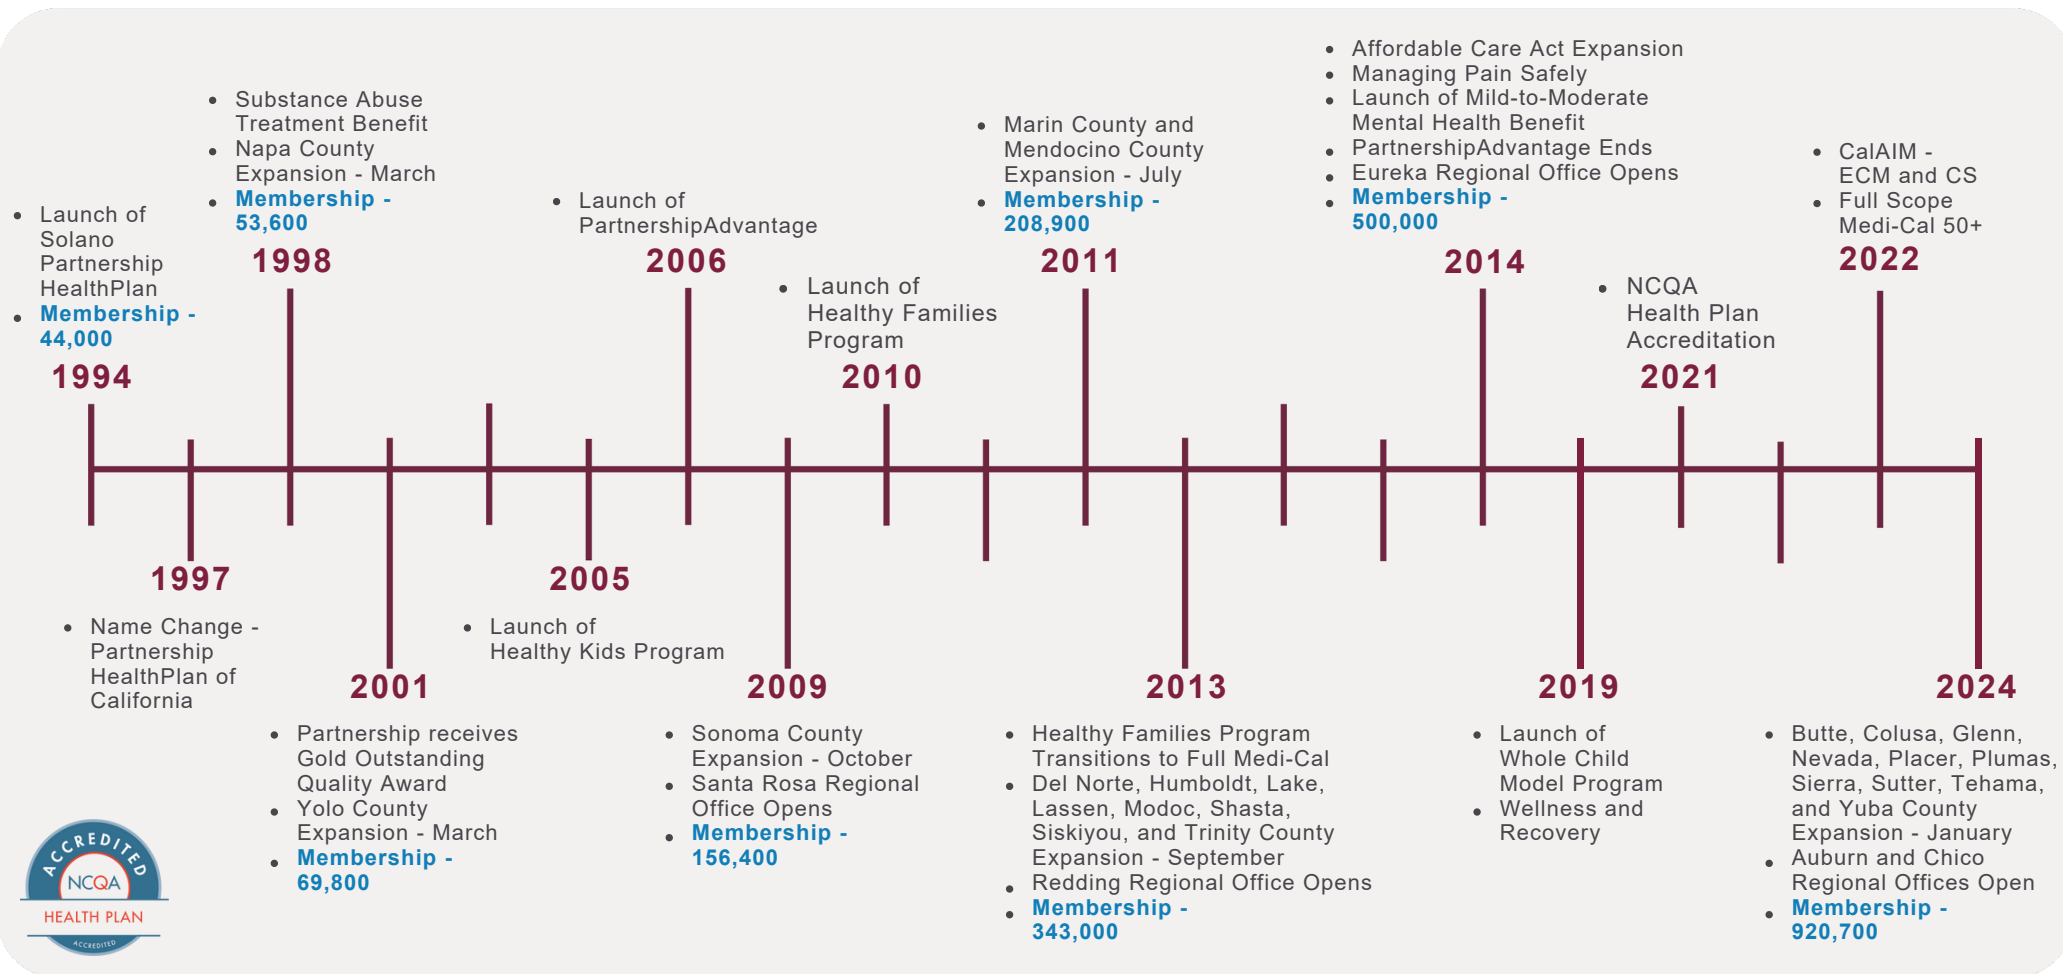 Launch of
Solano
Partnership
HealthPlan
Membership -
44,000
1994
Name Change -
Partnership
HealthPlan of
California
1997
Substance Abuse
Treatment Benefit
Napa County
Expansion - March
Membership -
53,600
1998
2001
Partnership receives
Gold Outstanding
Quality Award
Yolo County
Expansion - March
Membership -
69,800
2005
Launch of
Healthy Kids Program
Launch of
PartnershipAdvantage
2006
2009
Sonoma County
Expansion - October
Santa Rosa Regional
Office Opens
Membership -
156,400
Launch of
Healthy Families
Program
2010
Marin County and
Mendocino County
Expansion - July
Membership -
208,900
2011
2013
Healthy Families Program
Transitions to Full Medi-Cal
Del Norte, Humboldt, Lake,
Lassen, Modoc, Shasta,
Siskiyou, and Trinity County
Expansion - September
Redding Regional Office Opens
Membership -
343,000
Affordable Care Act Expansion
Managing Pain Safely
Launch of Mild-to-Moderate
Mental Health Benefit
PartnershipAdvantage Ends
Eureka Regional Office Opens
Membership -
500,000
2014
2019
Launch of
Whole Child
Model Program
Wellness and
Recovery
NCQA
Health Plan
Accreditation
2021
CalAIM -
ECM and CS
Full Scope
Medi-Cal 50+
2022
2024
Butte, Colusa, Glenn,
Nevada, Placer, Plumas,
Sierra, Sutter, Tehama,
and Yuba County
Expansion - January
Auburn and Chico
Regional Offices Open
Membership -
920,700
ACCREDITED
NCQA
HEALTH PLAN
ACCREDITED